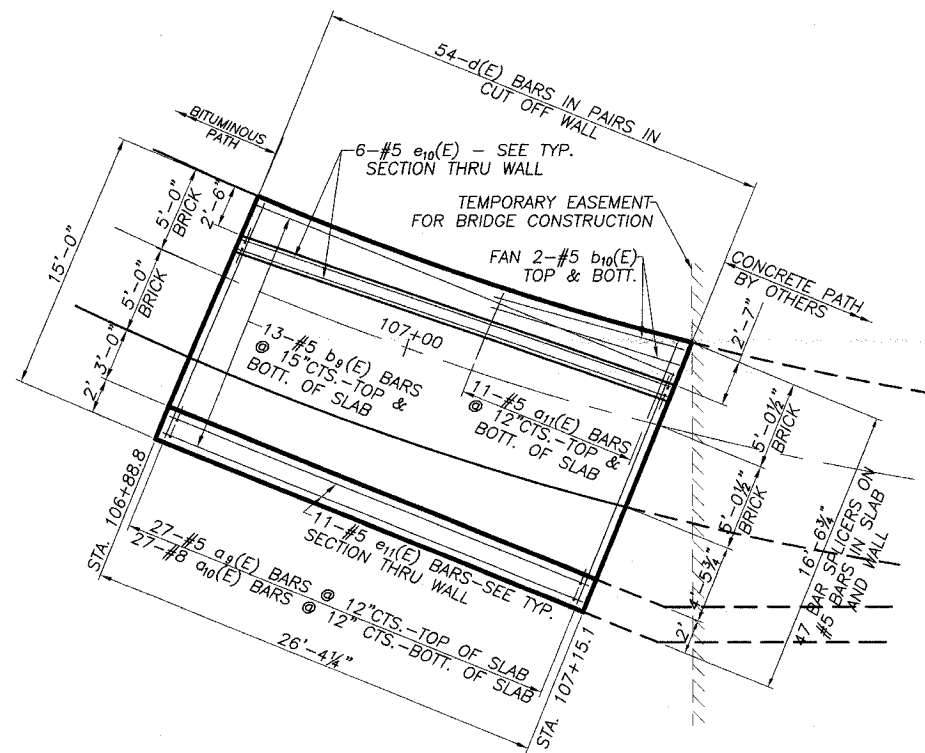 54-d(E) BARS IN PAIRS IN
CUT OFF WALL
BITUMINOUS
PATH
6-#5 e10(E) - SEE TYP.
SECTION THRU WALL
TEMPORARY EASEMENT
FOR BRIDGE CONSTRUCTION
FAN 2-#5 b10(E)
TOP & BOTT.
CONCRETE PATH
BY OTHERS
15'-0"
5'-0"
BRICK
2'-6"
5'-0"
BRICK
3'-0"
2'
107+00
13-#5 b9(E) BARS
@ 15"CTS.-TOP &
BOTT. OF SLAB
11-#5 a11(E) BARS
@ 12"CTS.-TOP &
BOTT. OF SLAB
2'-7"
5'-0½"
BRICK
5'-0½"
BRICK
4'-5¾"
2'
16'-6¾"
47 BAR SPLICERS ON
#5 BARS IN SLAB
AND WALL
11-#5 e11(E) BARS-SEE TYP.
SECTION THRU WALL
STA. 106+88.8
27-#5 a9(E) BARS @ 12"CTS.-TOP OF SLAB
27-#8 a10(E) BARS @ 12" CTS.-BOTT. OF SLAB
26'-4¼"
STA. 107+15.1